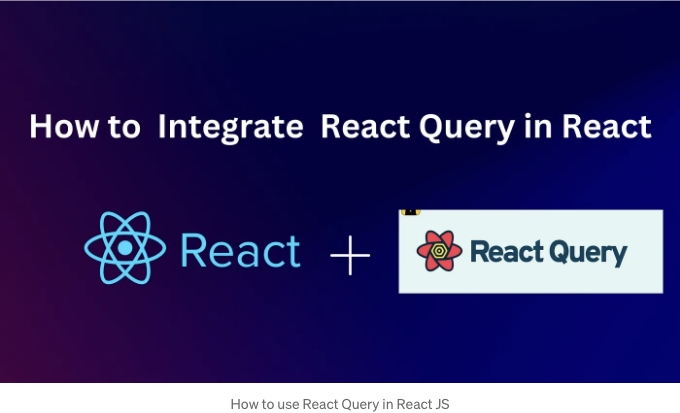 How to Integrate React Query in React
React
React Query
How to use React Query in React JS